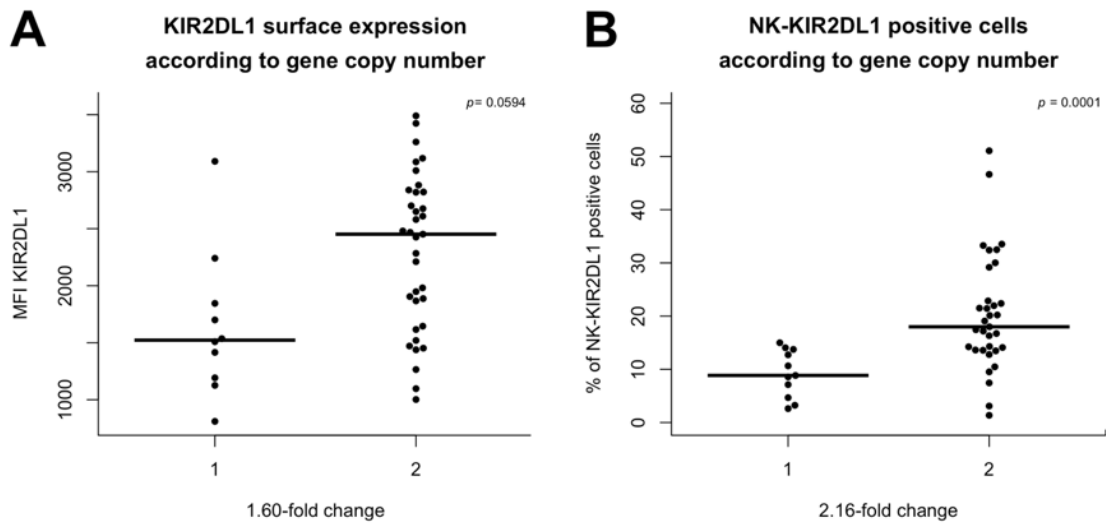 A
KIR2DL1 surface expression
according to gene copy number
p= 0.0594
MFI KIR2DL1
3000
2000
1000
1
2
1.60-fold change
B
NK-KIR2DL1 positive cells
according to gene copy number
p = 0.0001
% of NK-KIR2DL1 positive cells
60
50
40
30
20
10
0
1
2
2.16-fold change